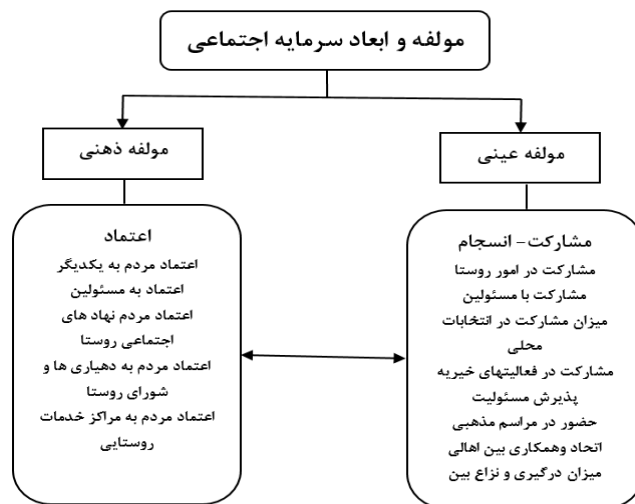 مولفه و ابعاد سرمایه اجتماعی
مولفه عینی
مولفه ذهنی
مشارکت – انسجام
مشارکت در امور روستا
مشارکت با مسئولین
میزان مشارکت در انتخابات
محلی
مشارکت در فعالیتهای خیریه
پذیرش مسئولیت
حضور در مراسم مذهبی
اتحاد وهمکاری بین اهالی
میزان درگیری و نزاع بین
اعتماد
اعتماد مردم به یکدیگر
اعتماد به مسئولین
اعتماد مردم نهاد های
اجتماعی روستا
اعتماد مردم به دهیاری ها و
شورای روستا
اعتماد مردم به مراکز خدمات
روستایی